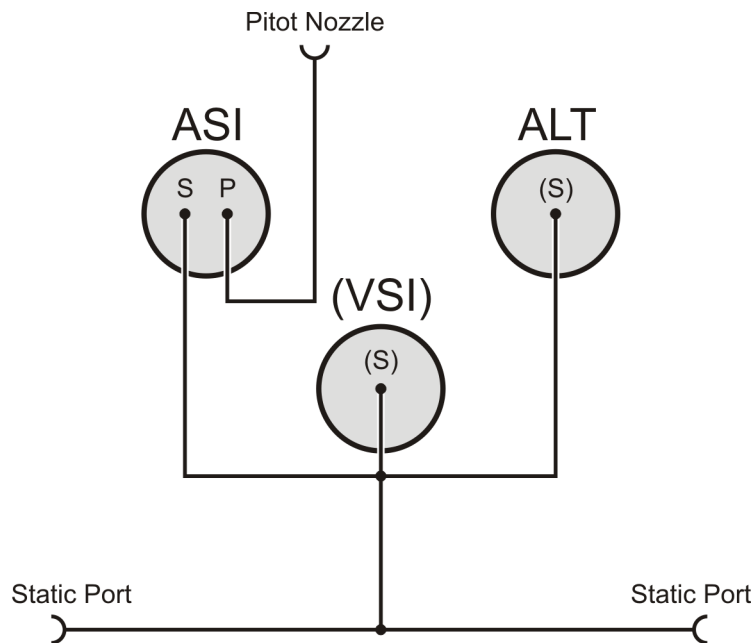 Pitot Nozzle
ASI
ALT
S P
(S)
(VSI)
(S)
Static Port
Static Port